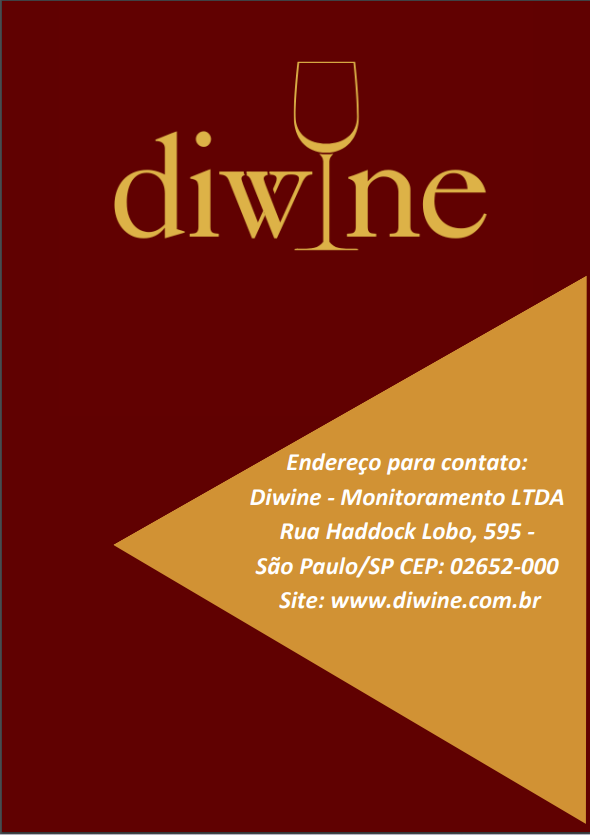 diwine
Endereço para contato:
Diwine - Monitoramento LTDA
Rua Haddock Lobo, 595 -
São Paulo/SP CEP: 02652-000
Site: www.diwine.com.br